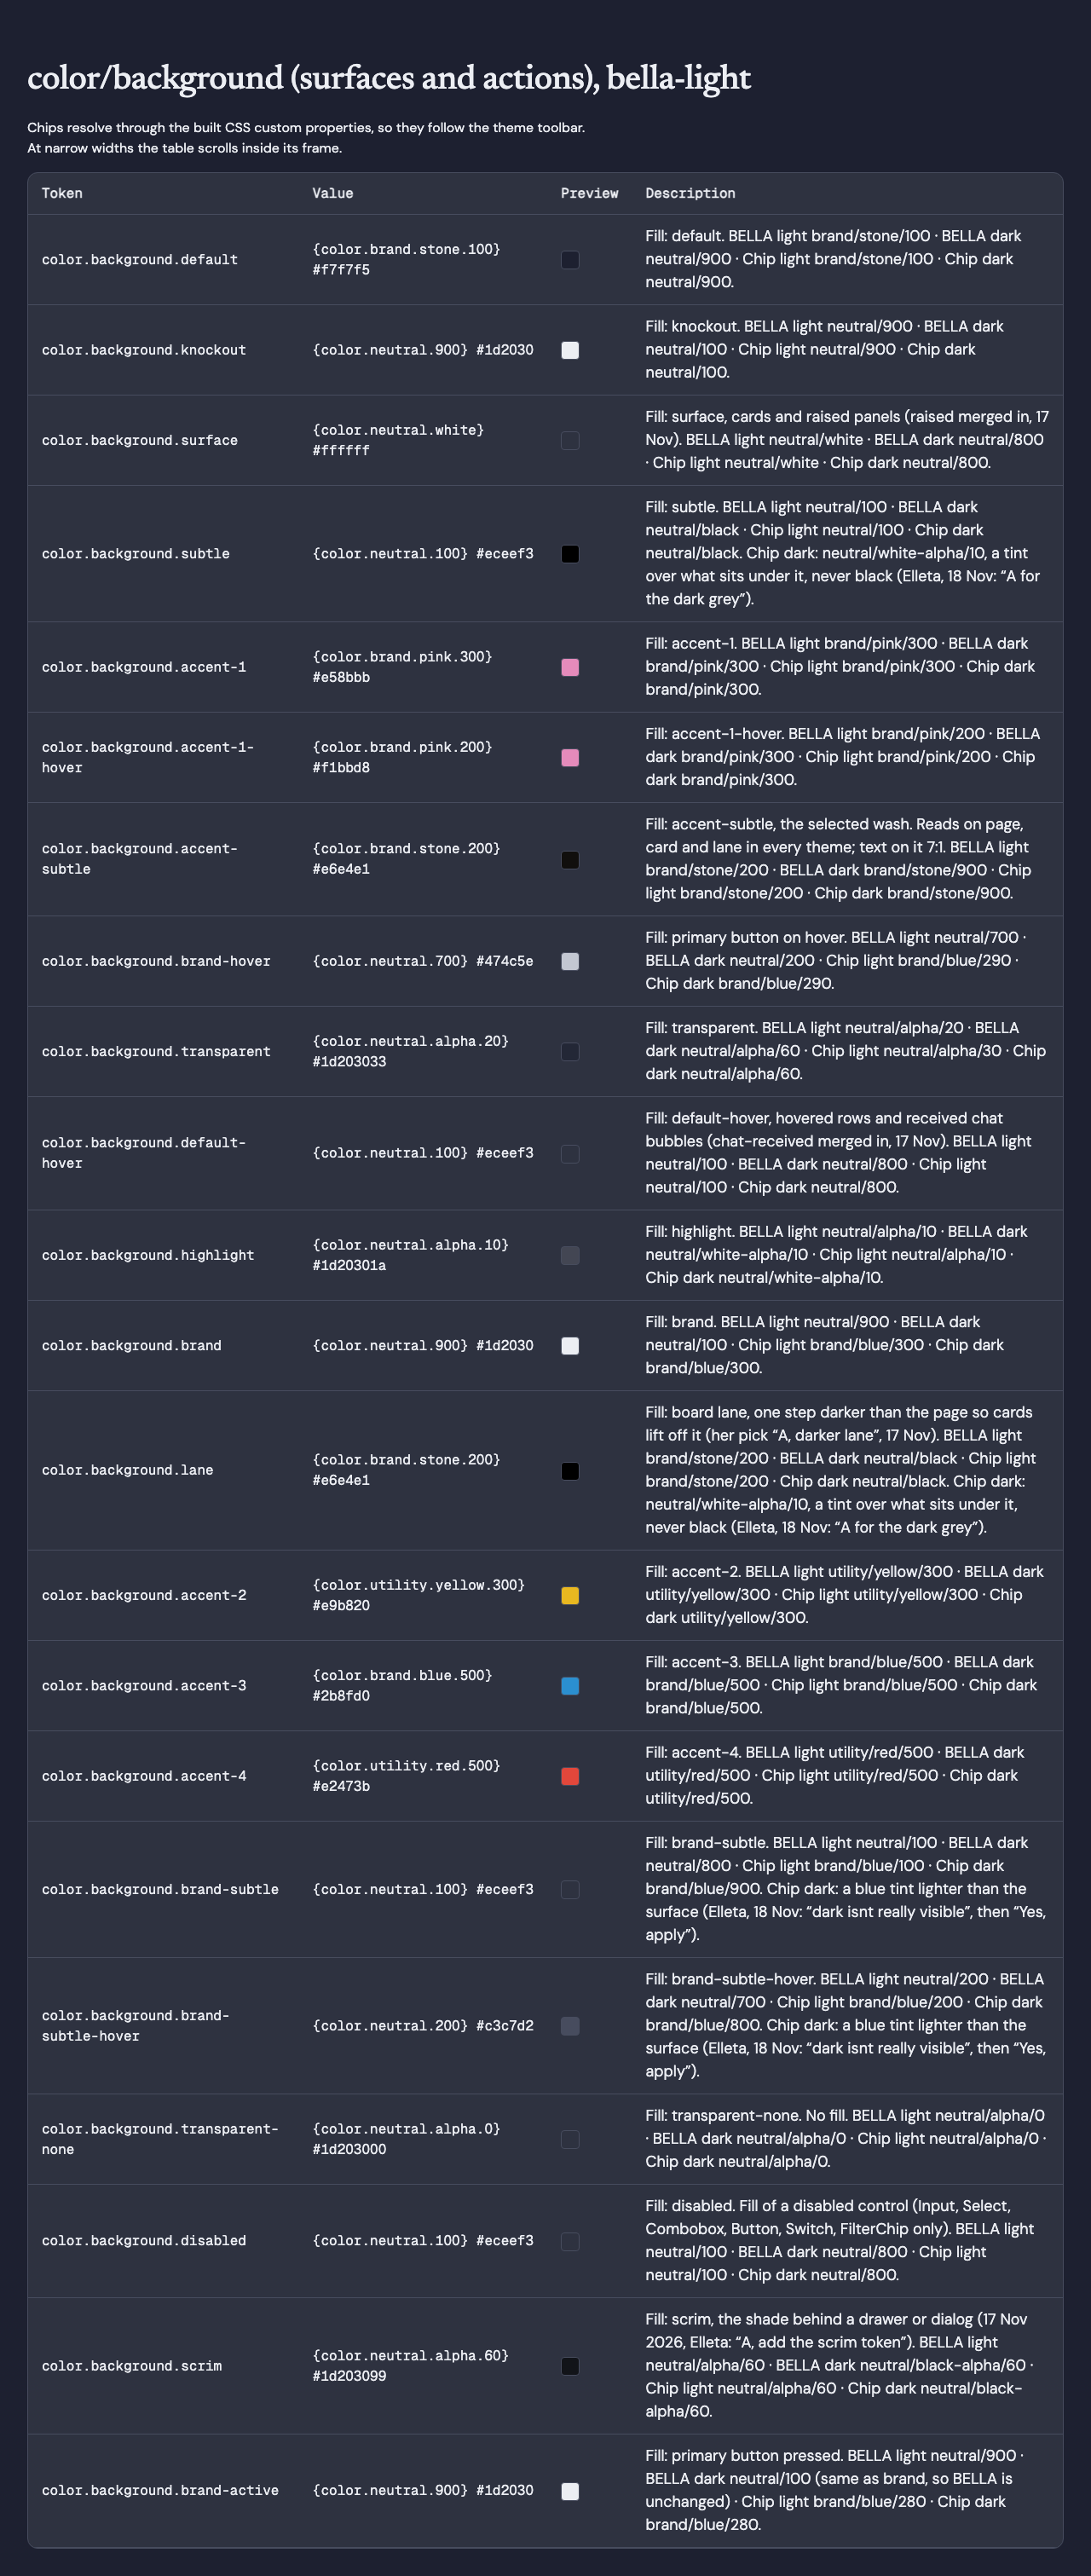 color/background (surfaces and actions), bella-light
Chips resolve through the built CSS custom properties, so they follow the theme toolbar.
At narrow widths the table scrolls inside its frame.
Token Value Preview Description
color.background.default
{color.brand.stone.100}
#f7f7f5
Fill: default. BELLA light brand/stone/100 · BELLA dark
neutral/900 · Chip light brand/stone/100 · Chip dark
neutral/900.
color.background.knockout
{color.neutral.900} #1d2030
Fill: knockout. BELLA light neutral/900 · BELLA dark
neutral/100 · Chip light neutral/900 · Chip dark
neutral/100.
color.background.surface
{color.neutral.white}
#ffffff
Fill: surface, cards and raised panels (raised merged in, 17
Nov). BELLA light neutral/white · BELLA dark neutral/800
· Chip light neutral/white · Chip dark neutral/800.
color.background.subtle
{color.neutral.100} #eceef3
Fill: subtle. BELLA light neutral/100 · BELLA dark
neutral/black · Chip light neutral/100 · Chip dark
neutral/black. Chip dark: neutral/white-alpha/10, a tint
over what sits under it, never black (Elleta, 18 Nov: “A for
the dark grey”).
color.background.accent-1
{color.brand.pink.300}
#e58bbb
Fill: accent-1. BELLA light brand/pink/300 · BELLA dark
brand/pink/300 · Chip light brand/pink/300 · Chip dark
brand/pink/300.
color.background.accent-1-
hover
{color.brand.pink.200}
#f1bbd8
Fill: accent-1-hover. BELLA light brand/pink/200 · BELLA
dark brand/pink/300 · Chip light brand/pink/200 · Chip
dark brand/pink/300.
color.background.accent-
subtle
{color.brand.stone.200}
#e6e4e1
Fill: accent-subtle, the selected wash. Reads on page,
card and lane in every theme; text on it 7:1. BELLA light
brand/stone/200 · BELLA dark brand/stone/900 · Chip
light brand/stone/200 · Chip dark brand/stone/900.
color.background.brand-hover
{color.neutral.700} #474c5e
Fill: primary button on hover. BELLA light neutral/700 ·
BELLA dark neutral/200 · Chip light brand/blue/290 ·
Chip dark brand/blue/290.
color.background.transparent
{color.neutral.alpha.20}
#1d203033
Fill: transparent. BELLA light neutral/alpha/20 · BELLA
dark neutral/alpha/60 · Chip light neutral/alpha/30 · Chip
dark neutral/alpha/60.
color.background.default-
hover
{color.neutral.100} #eceef3
Fill: default-hover, hovered rows and received chat
bubbles (chat-received merged in, 17 Nov). BELLA light
neutral/100 · BELLA dark neutral/800 · Chip light
neutral/100 · Chip dark neutral/800.
color.background.highlight
{color.neutral.alpha.10}
#1d20301a
Fill: highlight. BELLA light neutral/alpha/10 · BELLA dark
neutral/white-alpha/10 · Chip light neutral/alpha/10 ·
Chip dark neutral/white-alpha/10.
color.background.brand
{color.neutral.900} #1d2030
Fill: brand. BELLA light neutral/900 · BELLA dark
neutral/100 · Chip light brand/blue/300 · Chip dark
brand/blue/300.
color.background.lane
{color.brand.stone.200}
#e6e4e1
Fill: board lane, one step darker than the page so cards
lift off it (her pick “A, darker lane”, 17 Nov). BELLA light
brand/stone/200 · BELLA dark neutral/black · Chip light
brand/stone/200 · Chip dark neutral/black. Chip dark:
neutral/white-alpha/10, a tint over what sits under it,
never black (Elleta, 18 Nov: “A for the dark grey”).
color.background.accent-2
{color.utility.yellow.300}
#e9b820
Fill: accent-2. BELLA light utility/yellow/300 · BELLA dark
utility/yellow/300 · Chip light utility/yellow/300 · Chip
dark utility/yellow/300.
color.background.accent-3
{color.brand.blue.500}
#2b8fd0
Fill: accent-3. BELLA light brand/blue/500 · BELLA dark
brand/blue/500 · Chip light brand/blue/500 · Chip dark
brand/blue/500.
color.background.accent-4
{color.utility.red.500}
#e2473b
Fill: accent-4. BELLA light utility/red/500 · BELLA dark
utility/red/500 · Chip light utility/red/500 · Chip dark
utility/red/500.
color.background.brand-subtle
{color.neutral.100} #eceef3
Fill: brand-subtle. BELLA light neutral/100 · BELLA dark
neutral/800 · Chip light brand/blue/100 · Chip dark
brand/blue/900. Chip dark: a blue tint lighter than the
surface (Elleta, 18 Nov: “dark isnt really visible”, then “Yes,
apply”).
color.background.brand-
subtle-hover
{color.neutral.200} #c3c7d2
Fill: brand-subtle-hover. BELLA light neutral/200 · BELLA
dark neutral/700 · Chip light brand/blue/200 · Chip dark
brand/blue/800. Chip dark: a blue tint lighter than the
surface (Elleta, 18 Nov: “dark isnt really visible”, then “Yes,
apply”).
color.background.transparent-
none
{color.neutral.alpha.0}
#1d203000
Fill: transparent-none. No fill. BELLA light neutral/alpha/0
· BELLA dark neutral/alpha/0 · Chip light neutral/alpha/0 ·
Chip dark neutral/alpha/0.
color.background.disabled
{color.neutral.100} #eceef3
Fill: disabled. Fill of a disabled control (Input, Select,
Combobox, Button, Switch, FilterChip only). BELLA light
neutral/100 · BELLA dark neutral/800 · Chip light
neutral/100 · Chip dark neutral/800.
color.background.scrim
{color.neutral.alpha.60}
#1d203099
Fill: scrim, the shade behind a drawer or dialog (17 Nov
2026, Elleta: “A, add the scrim token”). BELLA light
neutral/alpha/60 · BELLA dark neutral/black-alpha/60 ·
Chip light neutral/alpha/60 · Chip dark neutral/black-
alpha/60.
color.background.brand-active
{color.neutral.900} #1d2030
Fill: primary button pressed. BELLA light neutral/900 ·
BELLA dark neutral/100 (same as brand, so BELLA is
unchanged) · Chip light brand/blue/280 · Chip dark
brand/blue/280.